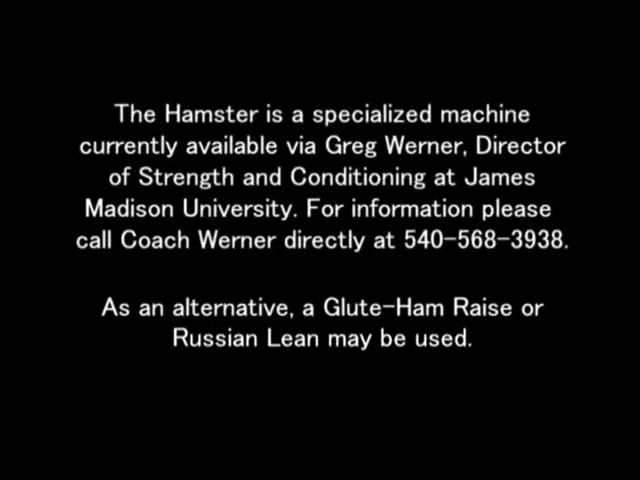 The Hamster is a specialized machine
currently available via Greg Werner, Director
of Strength and Conditioning at James
Madison University. For information please
call Coach Werner directly at 540-568-3938.
As an alternative, a Glute-Ham Raise or
Russian Lean may be used.